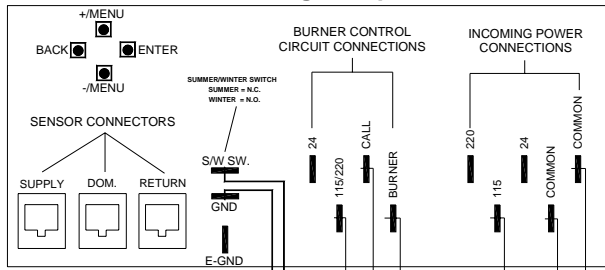 +/MENU
BACK
ENTER
-/MENU
BURNER CONTROL
CIRCUIT CONNECTIONS
INCOMING POWER
CONNECTIONS
SUMMER/WINTER SWITCH
SUMMER = N.C.
WINTER = N.O.
SENSOR CONNECTORS
SUPPLY
DOM.
RETURN
S/W SW.
GND
E-GND
24
115/220
CALL
BURNER
220
115
24
COMMON
COMMON